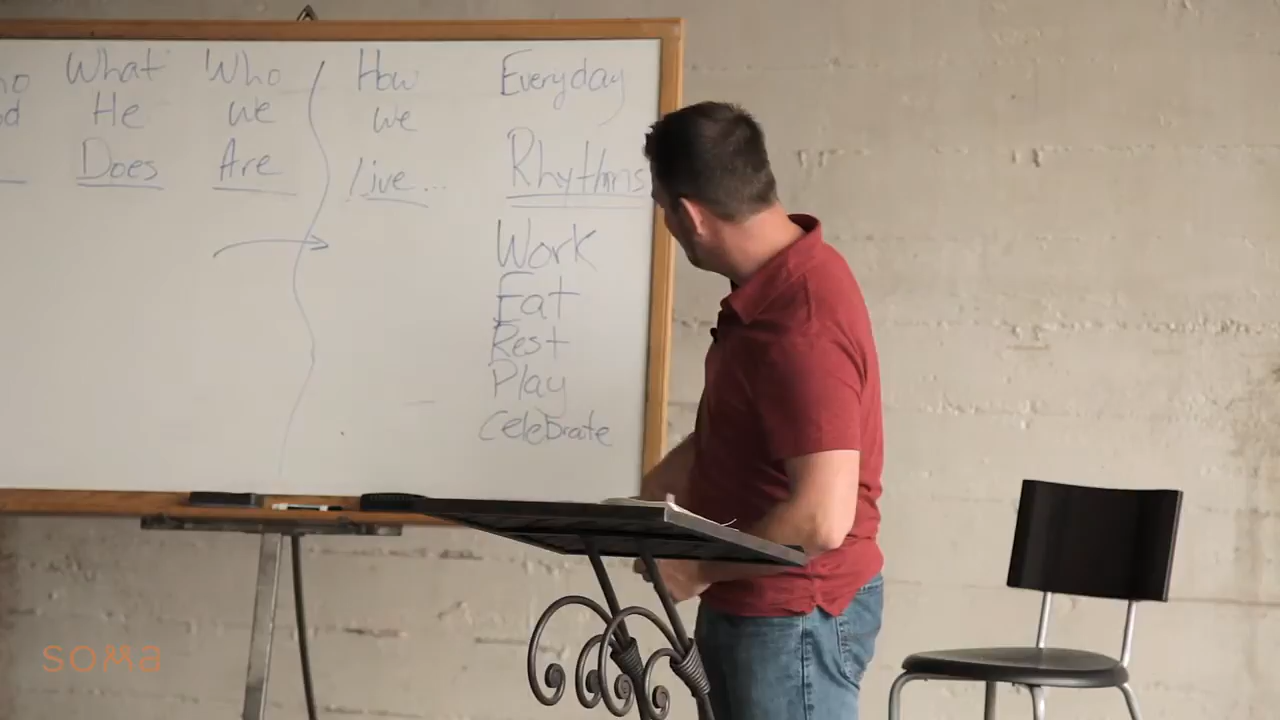 What
He
Does
Who
we
Are
How
we
Live...
Everyday
Rhythms
Work
Eat
Rest
Play
Celebrate
SOMA